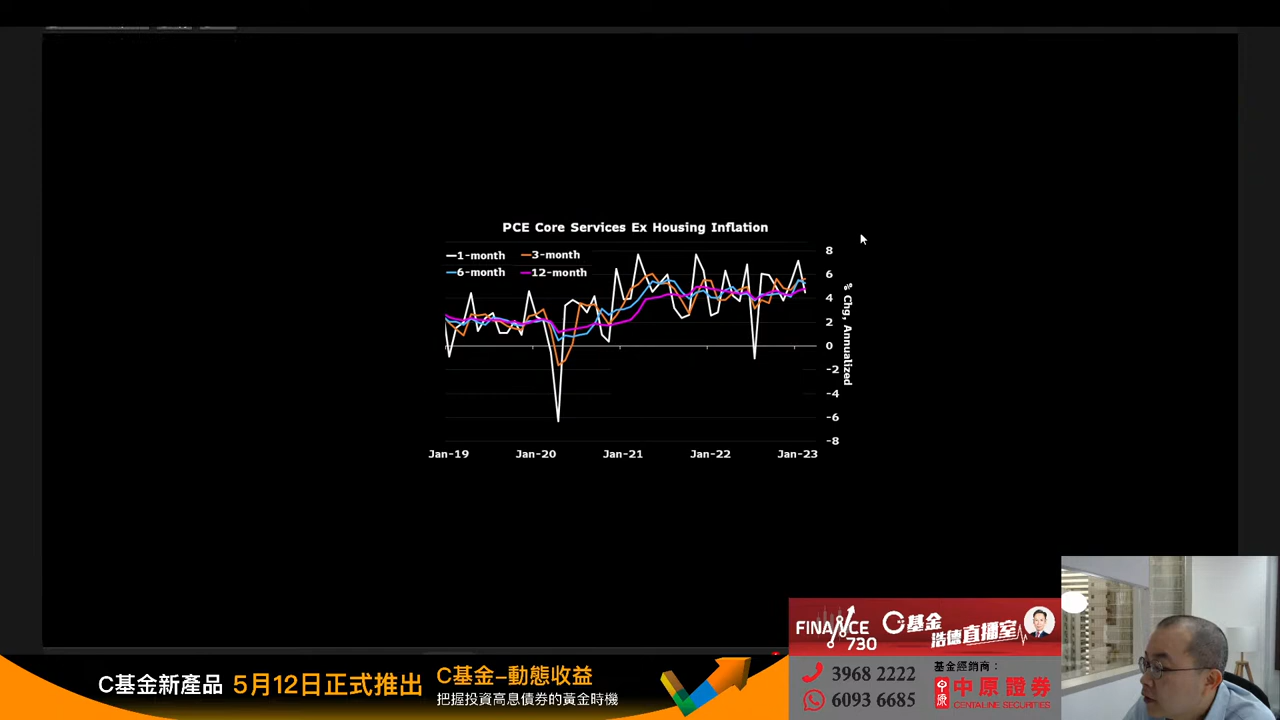 PCE Core Services Ex Housing Inflation
1-month
3-month
6-month
12-month
8
6
4
2
0
-2
-4
-6
-8
% Chg, Annualized
Jan-19
Jan-20
Jan-21
Jan-22
Jan-23
C基金新產品 5月12日正式推出
C基金-動態收益
把握投資高息債券的黃金時機
FINANCE
730
C基金
浩德直播室
3968 2222
6093 6685
基金經銷商：
中原
中原證券
CENTALINE SECURITIES